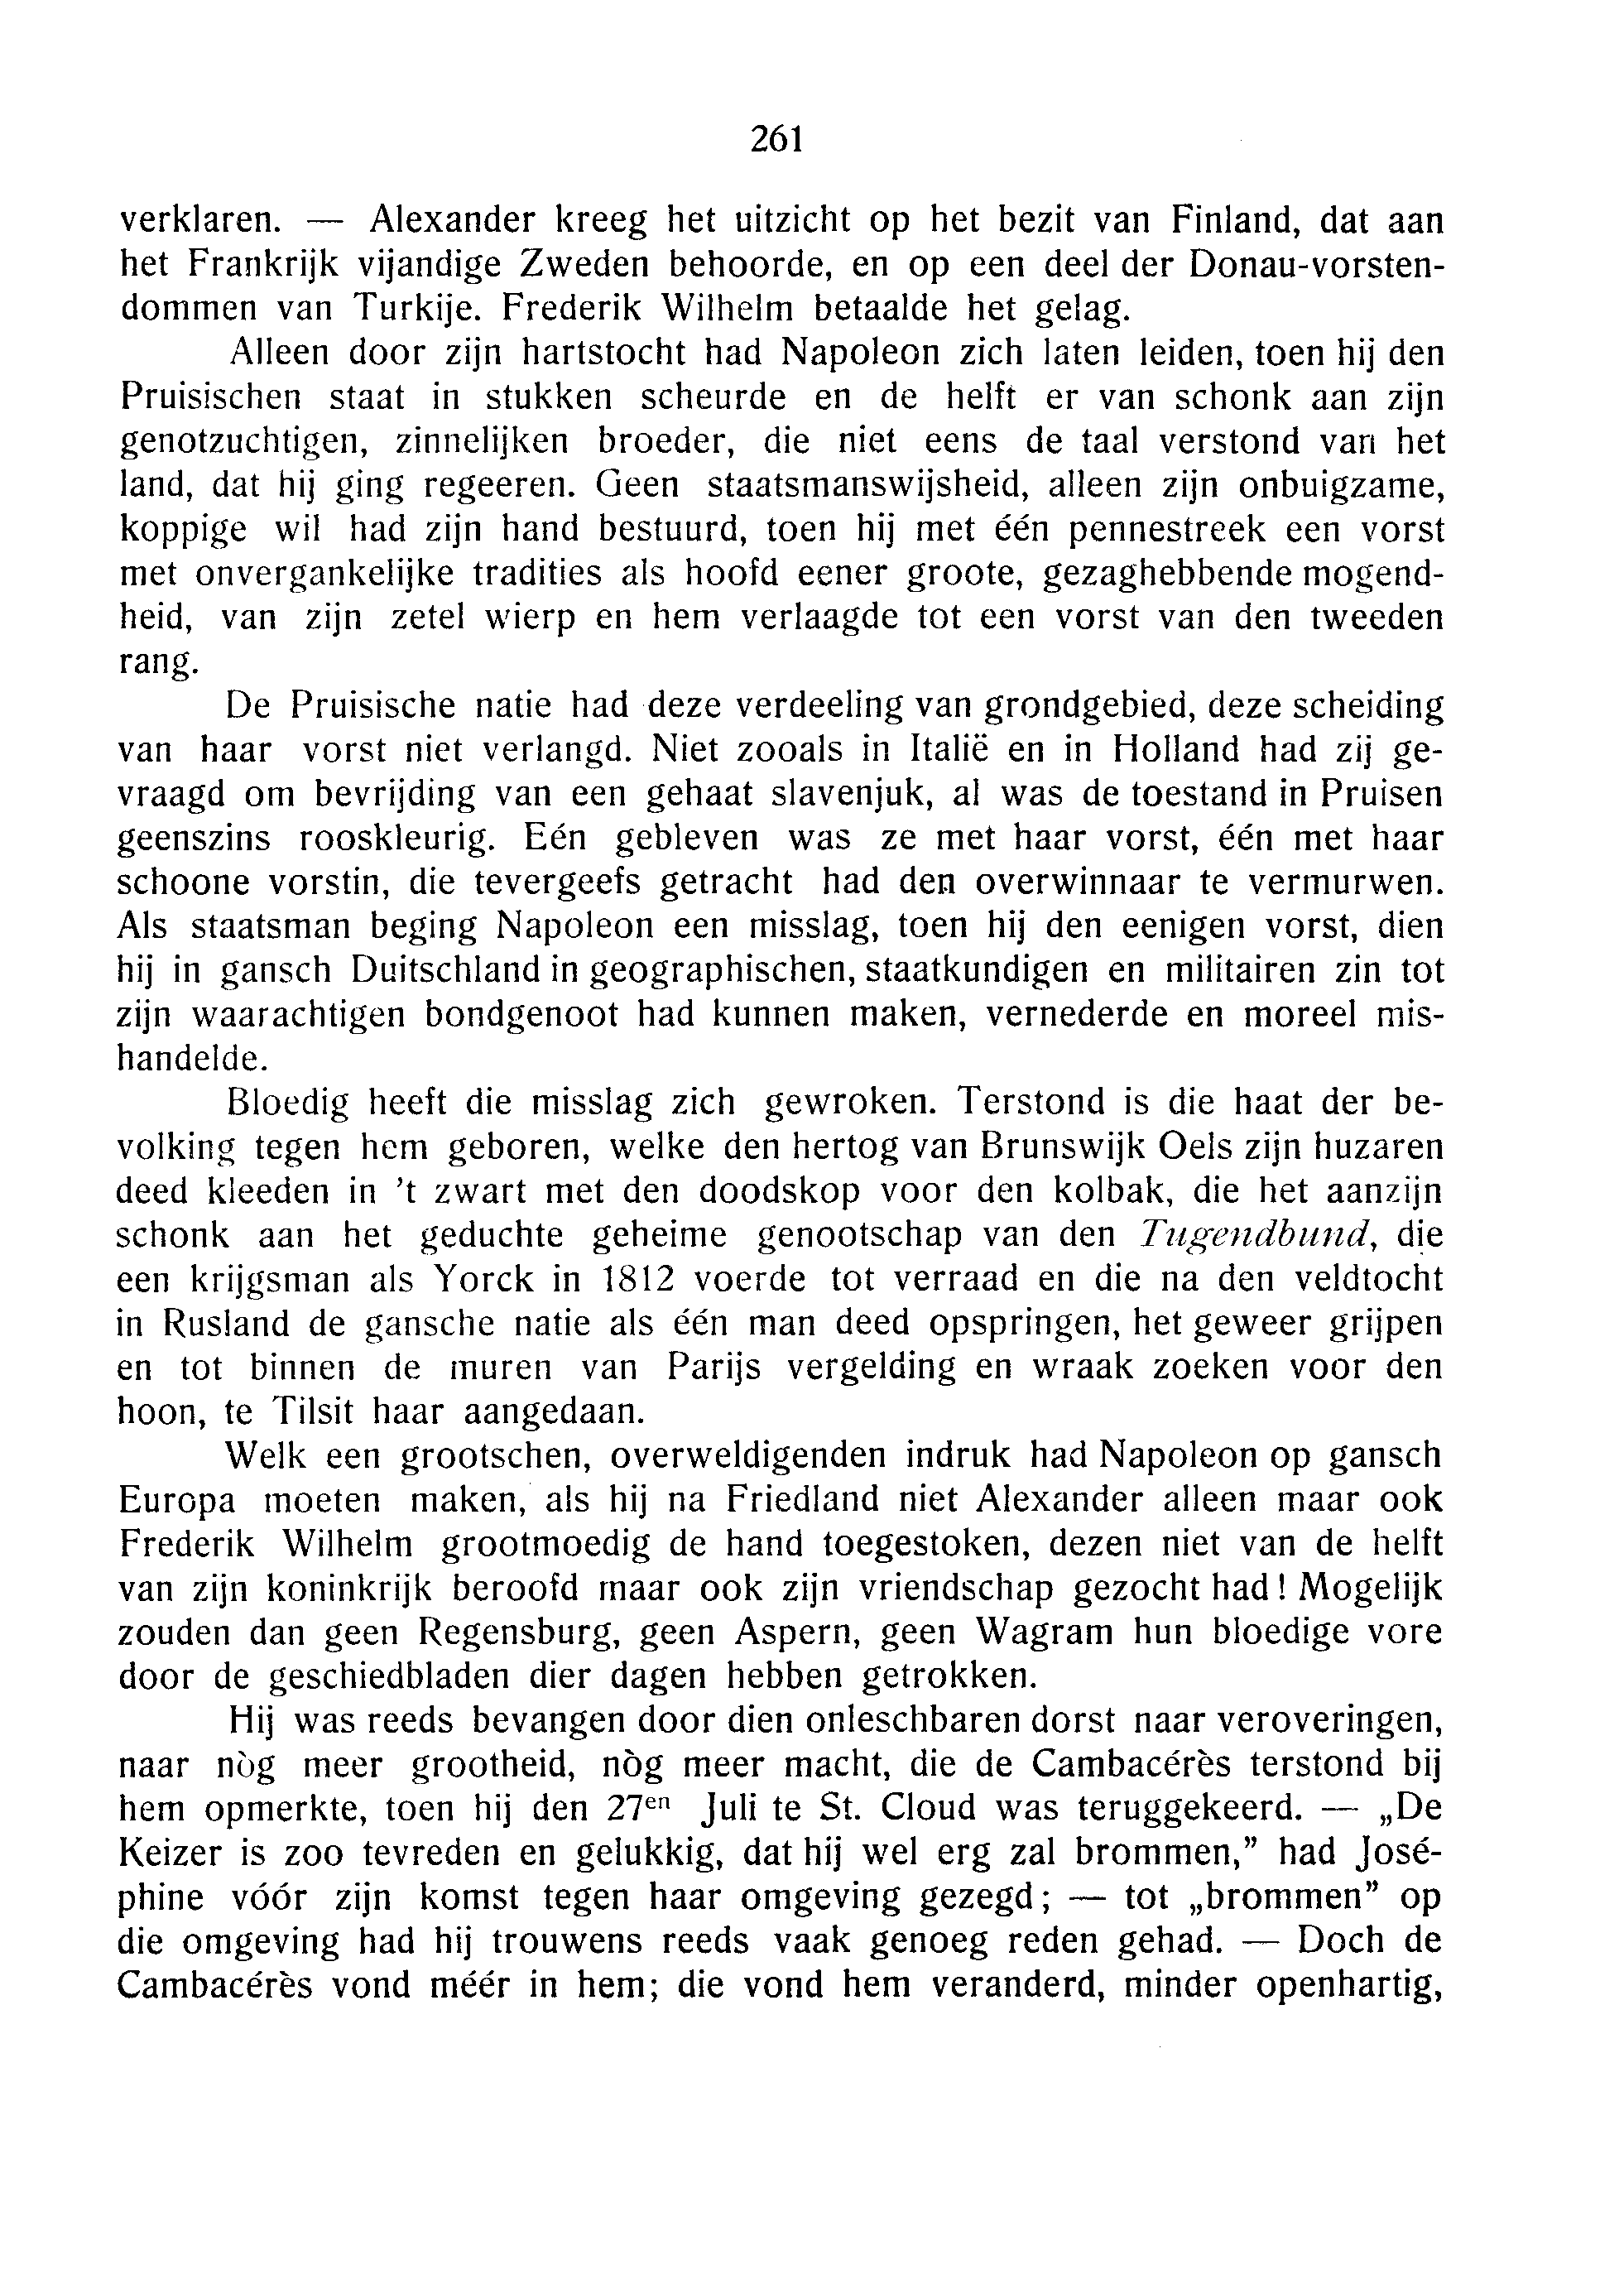 261
verklaren. — Alexander kreeg het uitzicht op het bezit van Finland, dat aan
het Frankrijk vijandige Zweden behoorde, en op een deel der Donau-vorsten-
dommen van Turkije. Frederik Wilhelm betaalde het gelag.
Alleen door zijn hartstocht had Napoleon zich laten leiden, toen hij den
Pruisischen staat in stukken scheurde en de helft er van schonk aan zijn
genotzuchtigen, zinnelijken broeder, die niet eens de taal verstond van het
land, dat hij ging regeeren. Geen staatsmanswijsheid, alleen zijn onbuigzame,
koppige wil had zijn hand bestuurd, toen hij met één pennestreek een vorst
met onvergankelijke tradities als hoofd eener groote, gezaghebbende mogend-
heid, van zijn zetel wierp en hem verlaagde tot een vorst van den tweeden
rang.
De Pruisische natie had deze verdeeling van grondgebied, deze scheiding
van haar vorst niet verlangd. Niet zooals in Italië en in Holland had zij ge-
vraagd om bevrijding van een gehaat slavenjuk, al was de toestand in Pruisen
geenszins rooskleurig. Eén gebleven was ze met haar vorst, één met haar
schoone vorstin, die tevergeefs getracht had den overwinnaar te vermurwen.
Als staatsman beging Napoleon een misslag, toen hij den eenigen vorst, dien
hij in gansch Duitschland in geographischen, staatkundigen en militairen zin tot
zijn waarachtigen bondgenoot had kunnen maken, vernederde en moreel mis-
handelde.
Bloedig heeft die misslag zich gewroken. Terstond is die haat der be-
volking tegen hem geboren, welke den hertog van Brunswijk Oels zijn huzaren
deed kleeden in ’t zwart met den doodskop voor den kolbak, die het aanzijn
schonk aan het geduchte geheime genootschap van den Tugendbund, die
een krijgsman als Yorck in 1812 voerde tot verraad en die na den veldtocht
in Rusland de gansche natie als één man deed opspringen, het geweer grijpen
en tot binnen de muren van Parijs vergelding en wraak zoeken voor den
hoon, te Tilsit haar aangedaan.
Welk een grootschen, overweldigenden indruk had Napoleon op gansch
Europa moeten maken, als hij na Friedland niet Alexander alleen maar ook
Frederik Wilhelm grootmoedig de hand toegestoken, dezen niet van de helft
van zijn koninkrijk beroofd maar ook zijn vriendschap gezocht had! Mogelijk
zouden dan geen Regensburg, geen Aspern, geen Wagram hun bloedige vore
door de geschiedbladen dier dagen hebben getrokken.
Hij was reeds bevangen door dien onleschbaren dorst naar veroveringen,
naar nòg meer grootheid, nòg meer macht, die de Cambacérès terstond bij
hem opmerkte, toen hij den 27en Juli te St. Cloud was teruggekeerd. — „De
Keizer is zoo tevreden en gelukkig, dat hij wel erg zal brommen,” had José-
phine vóór zijn komst tegen haar omgeving gezegd; — tot „brommen” op
die omgeving had hij trouwens reeds vaak genoeg reden gehad. — Doch de
Cambacérès vond méér in hem; die vond hem veranderd, minder openhartig,